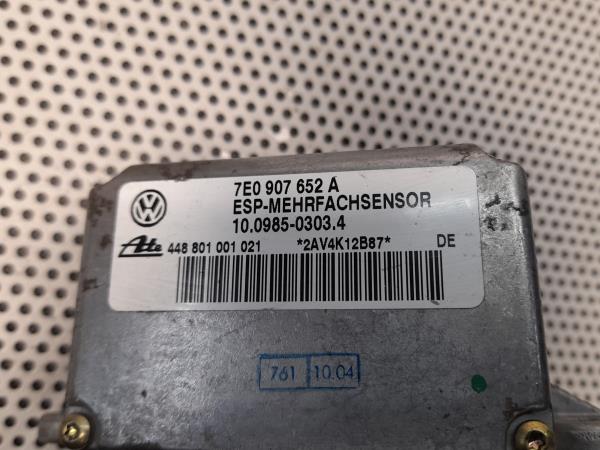 7E0 907 652 A
ESP-MEHRFACHSENSOR
10.0985-0303.4
Ate 448 801 001 021 *2AV4K12B87* DE
761 10.04